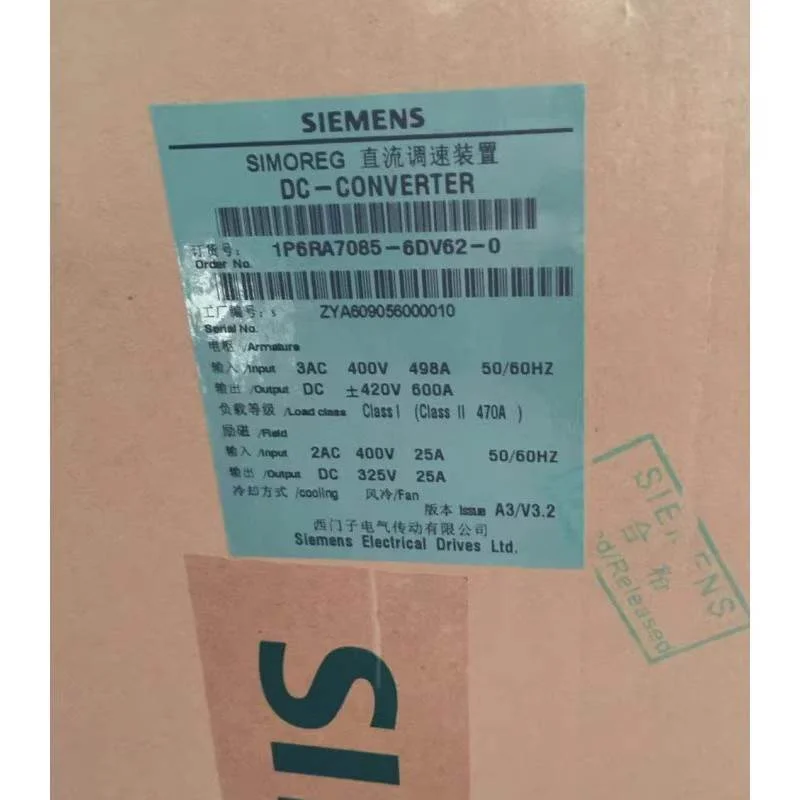 SIEMENS
SIMOREG 直流调速装置
DC-CONVERTER
订货号: 1P6RA7085-6DV62-0
Order No.
工厂编号: s ZYA609056000010
Serial No.
电枢 /Armature
输入 /Input 3AC 400V 498A 50/60HZ
输出 /Output DC ±420V 600A
负载等级 /Load class Class I (Class II 470A )
励磁 /Field
输入 /Input 2AC 400V 25A 50/60HZ
输出 /Output DC 325V 25A
冷却方式 /cooling 风冷/Fan
版本 Issue A3/V3.2
西门子电气传动有限公司
Siemens Electrical Drives Ltd.
SIEMENS
合格
ed/Released
SI